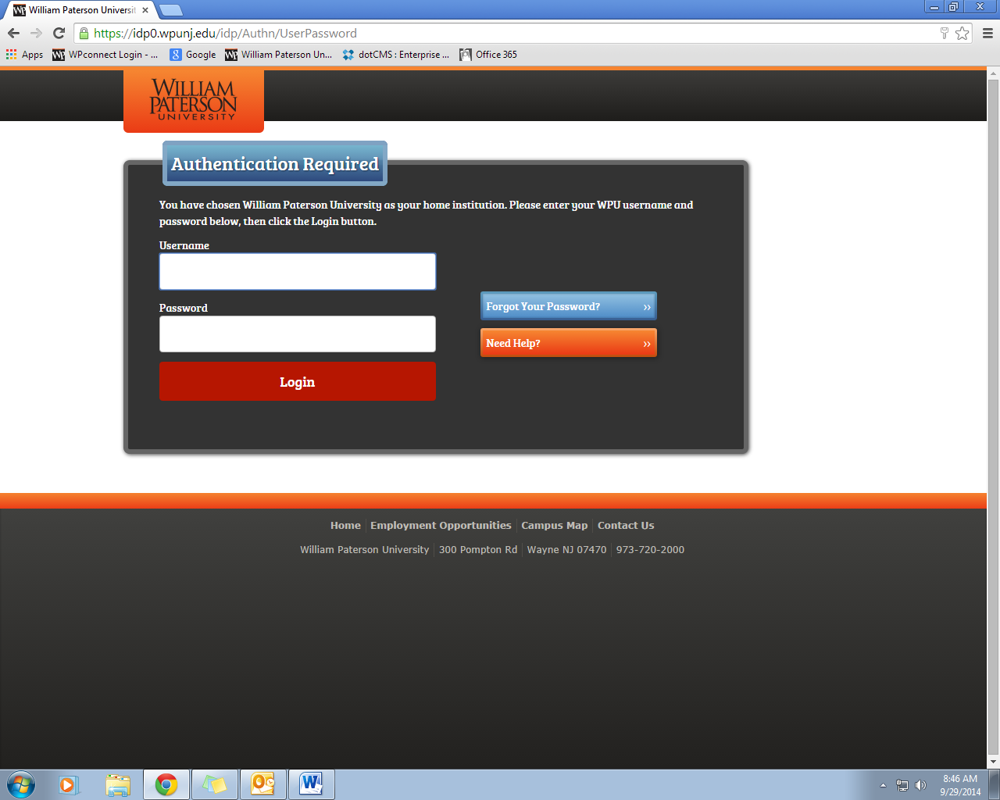 William Paterson Universit
https://idp0.wpunj.edu/idp/Authn/UserPassword
Apps WPconnect Login - ... Google William Paterson Un... dotCMS : Enterprise ... Office 365
WILLIAM
PATERSON
UNIVERSITY
Authentication Required
You have chosen William Paterson University as your home institution. Please enter your WPU username and
password below, then click the Login button.
Username
Password
Forgot Your Password? ››
Need Help? ››
Login
Home Employment Opportunities Campus Map Contact Us
William Paterson University 300 Pompton Rd Wayne NJ 07470 973-720-2000
8:46 AM
9/29/2014